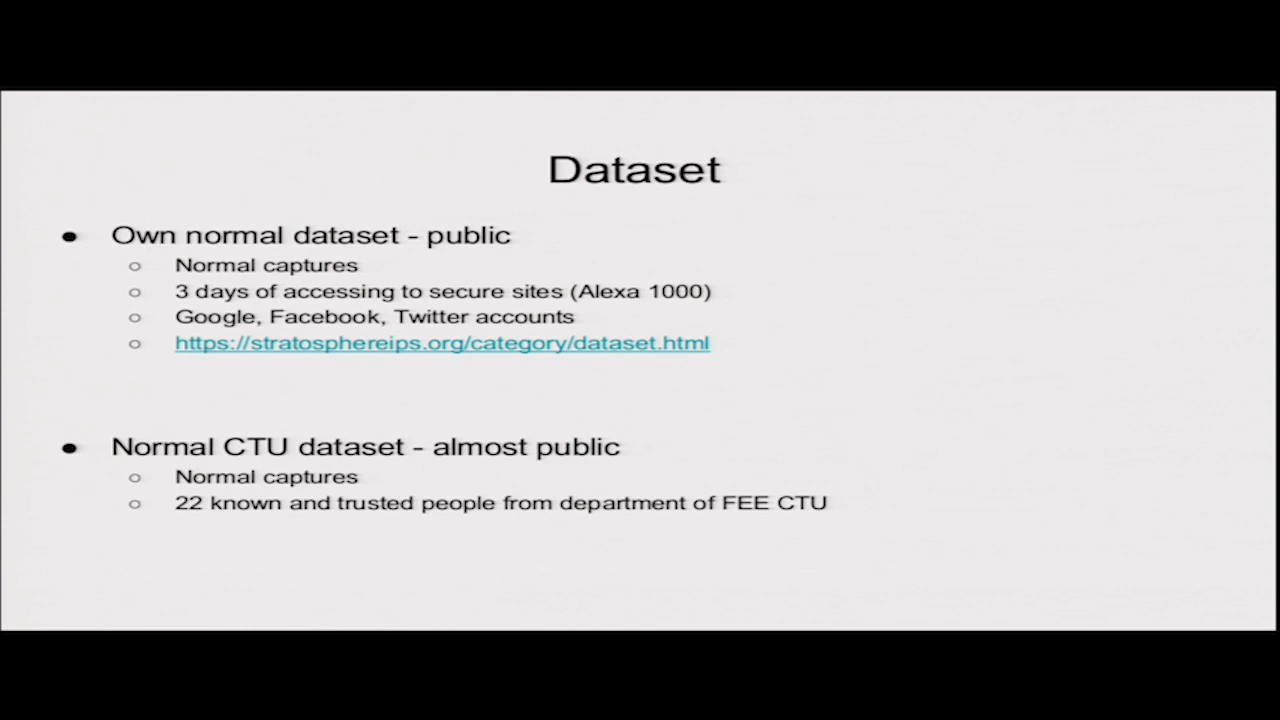 Dataset
● Own normal dataset - public
○ Normal captures
○ 3 days of accessing to secure sites (Alexa 1000)
○ Google, Facebook, Twitter accounts
○ https://stratosphereips.org/category/dataset.html
● Normal CTU dataset - almost public
○ Normal captures
○ 22 known and trusted people from department of FEE CTU